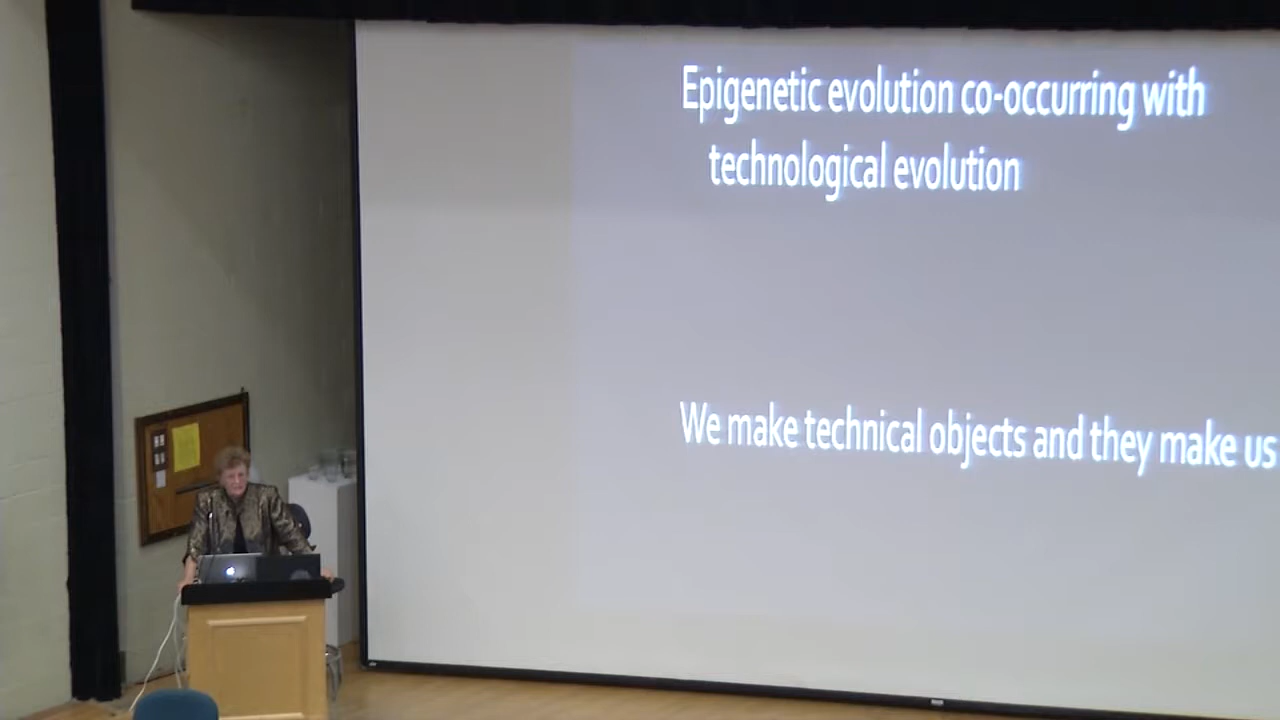 Epigenetic evolution co-occurring with
technological evolution
We make technical objects and they make us